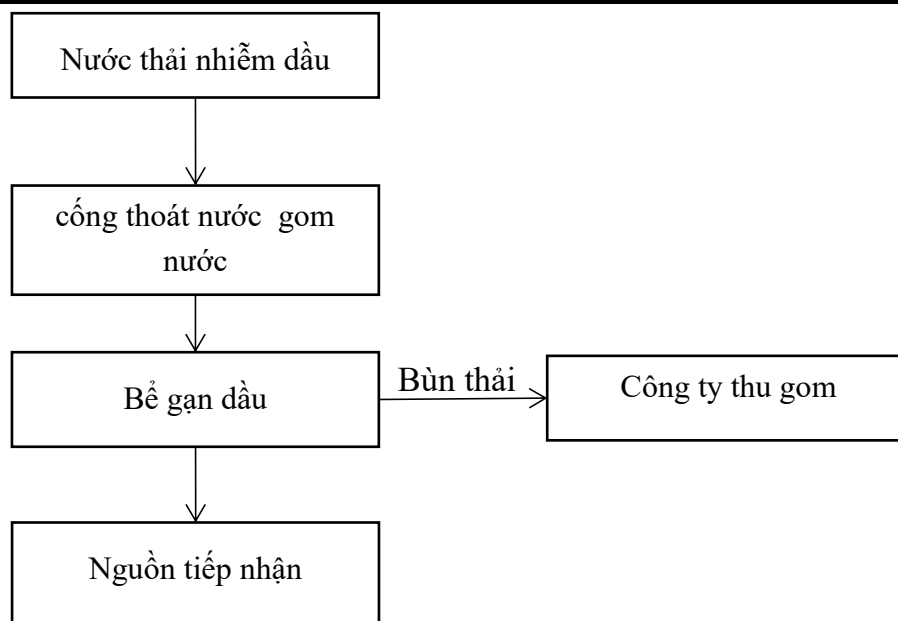 Nước thải nhiễm dầu
cống thoát nước gom
nước
Bể gạn dầu
Bùn thải
Công ty thu gom
Nguồn tiếp nhận